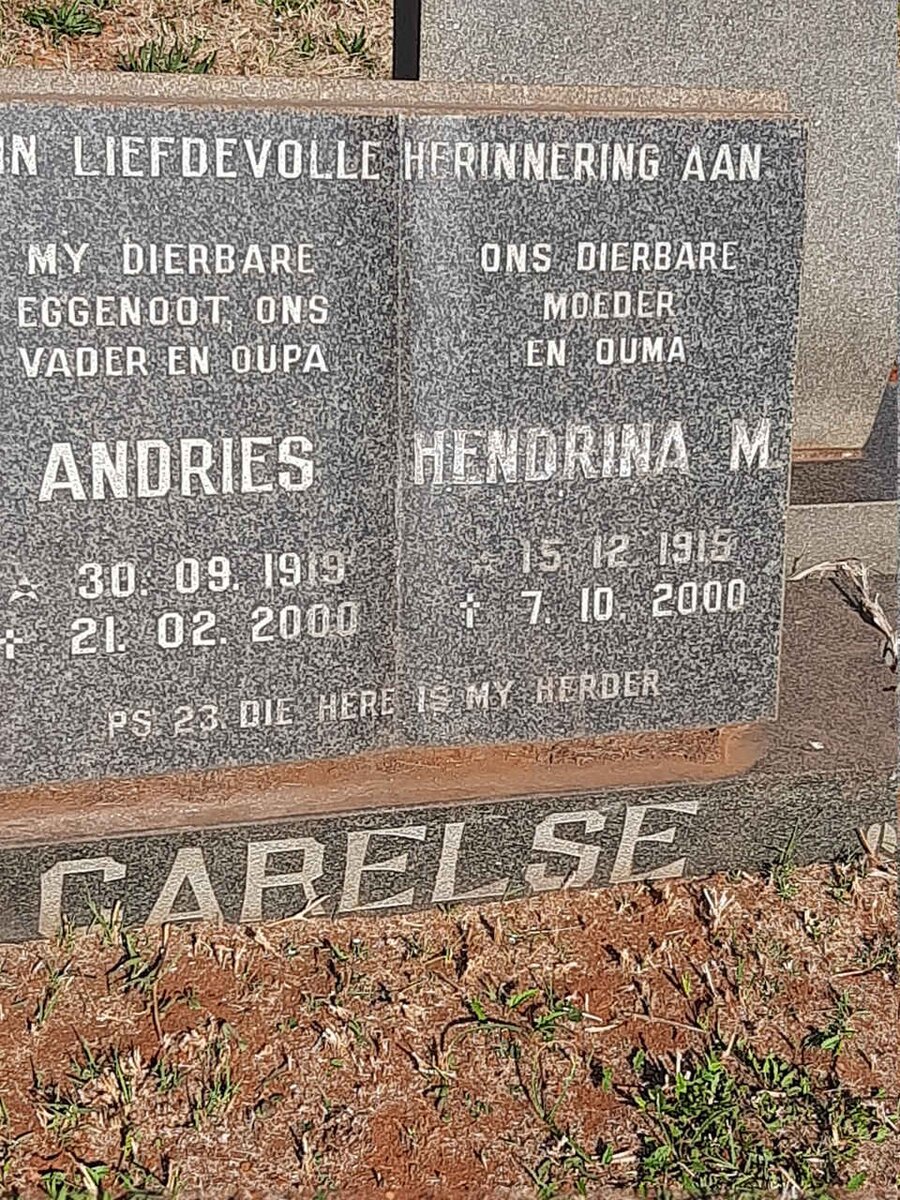 IN LIEFDEVOLLE HERINNERING AAN
MY DIERBARE
EGGENOOT, ONS
VADER EN OUPA
ANDRIES
30. 09. 1919
† 21. 02. 2000
ONS DIERBARE
MOEDER
EN OUMA
HENDRINA M.
15. 12. 1915
† 7. 10. 2000
PS. 23. DIE HERE IS MY HERDER
CARELSE